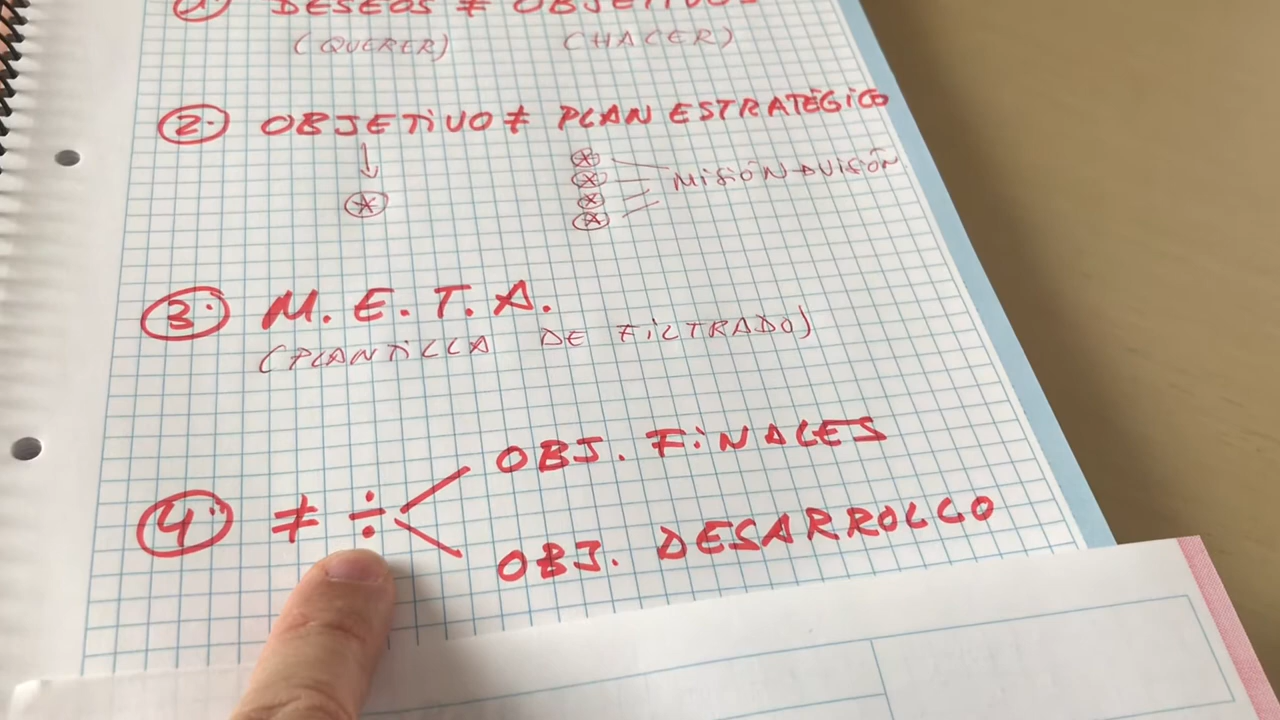 1. DESEOS ≠ OBJETIVOS
(QUERER) (HACER)
2. OBJETIVO ≠ PLAN ESTRATÉGICO
MISIÓN VISIÓN
3. M. E. T. A.
(PLANTILLA DE FILTRADO)
OBJ. FINALES
4. ≠ ÷
OBJ. DESARROLLO